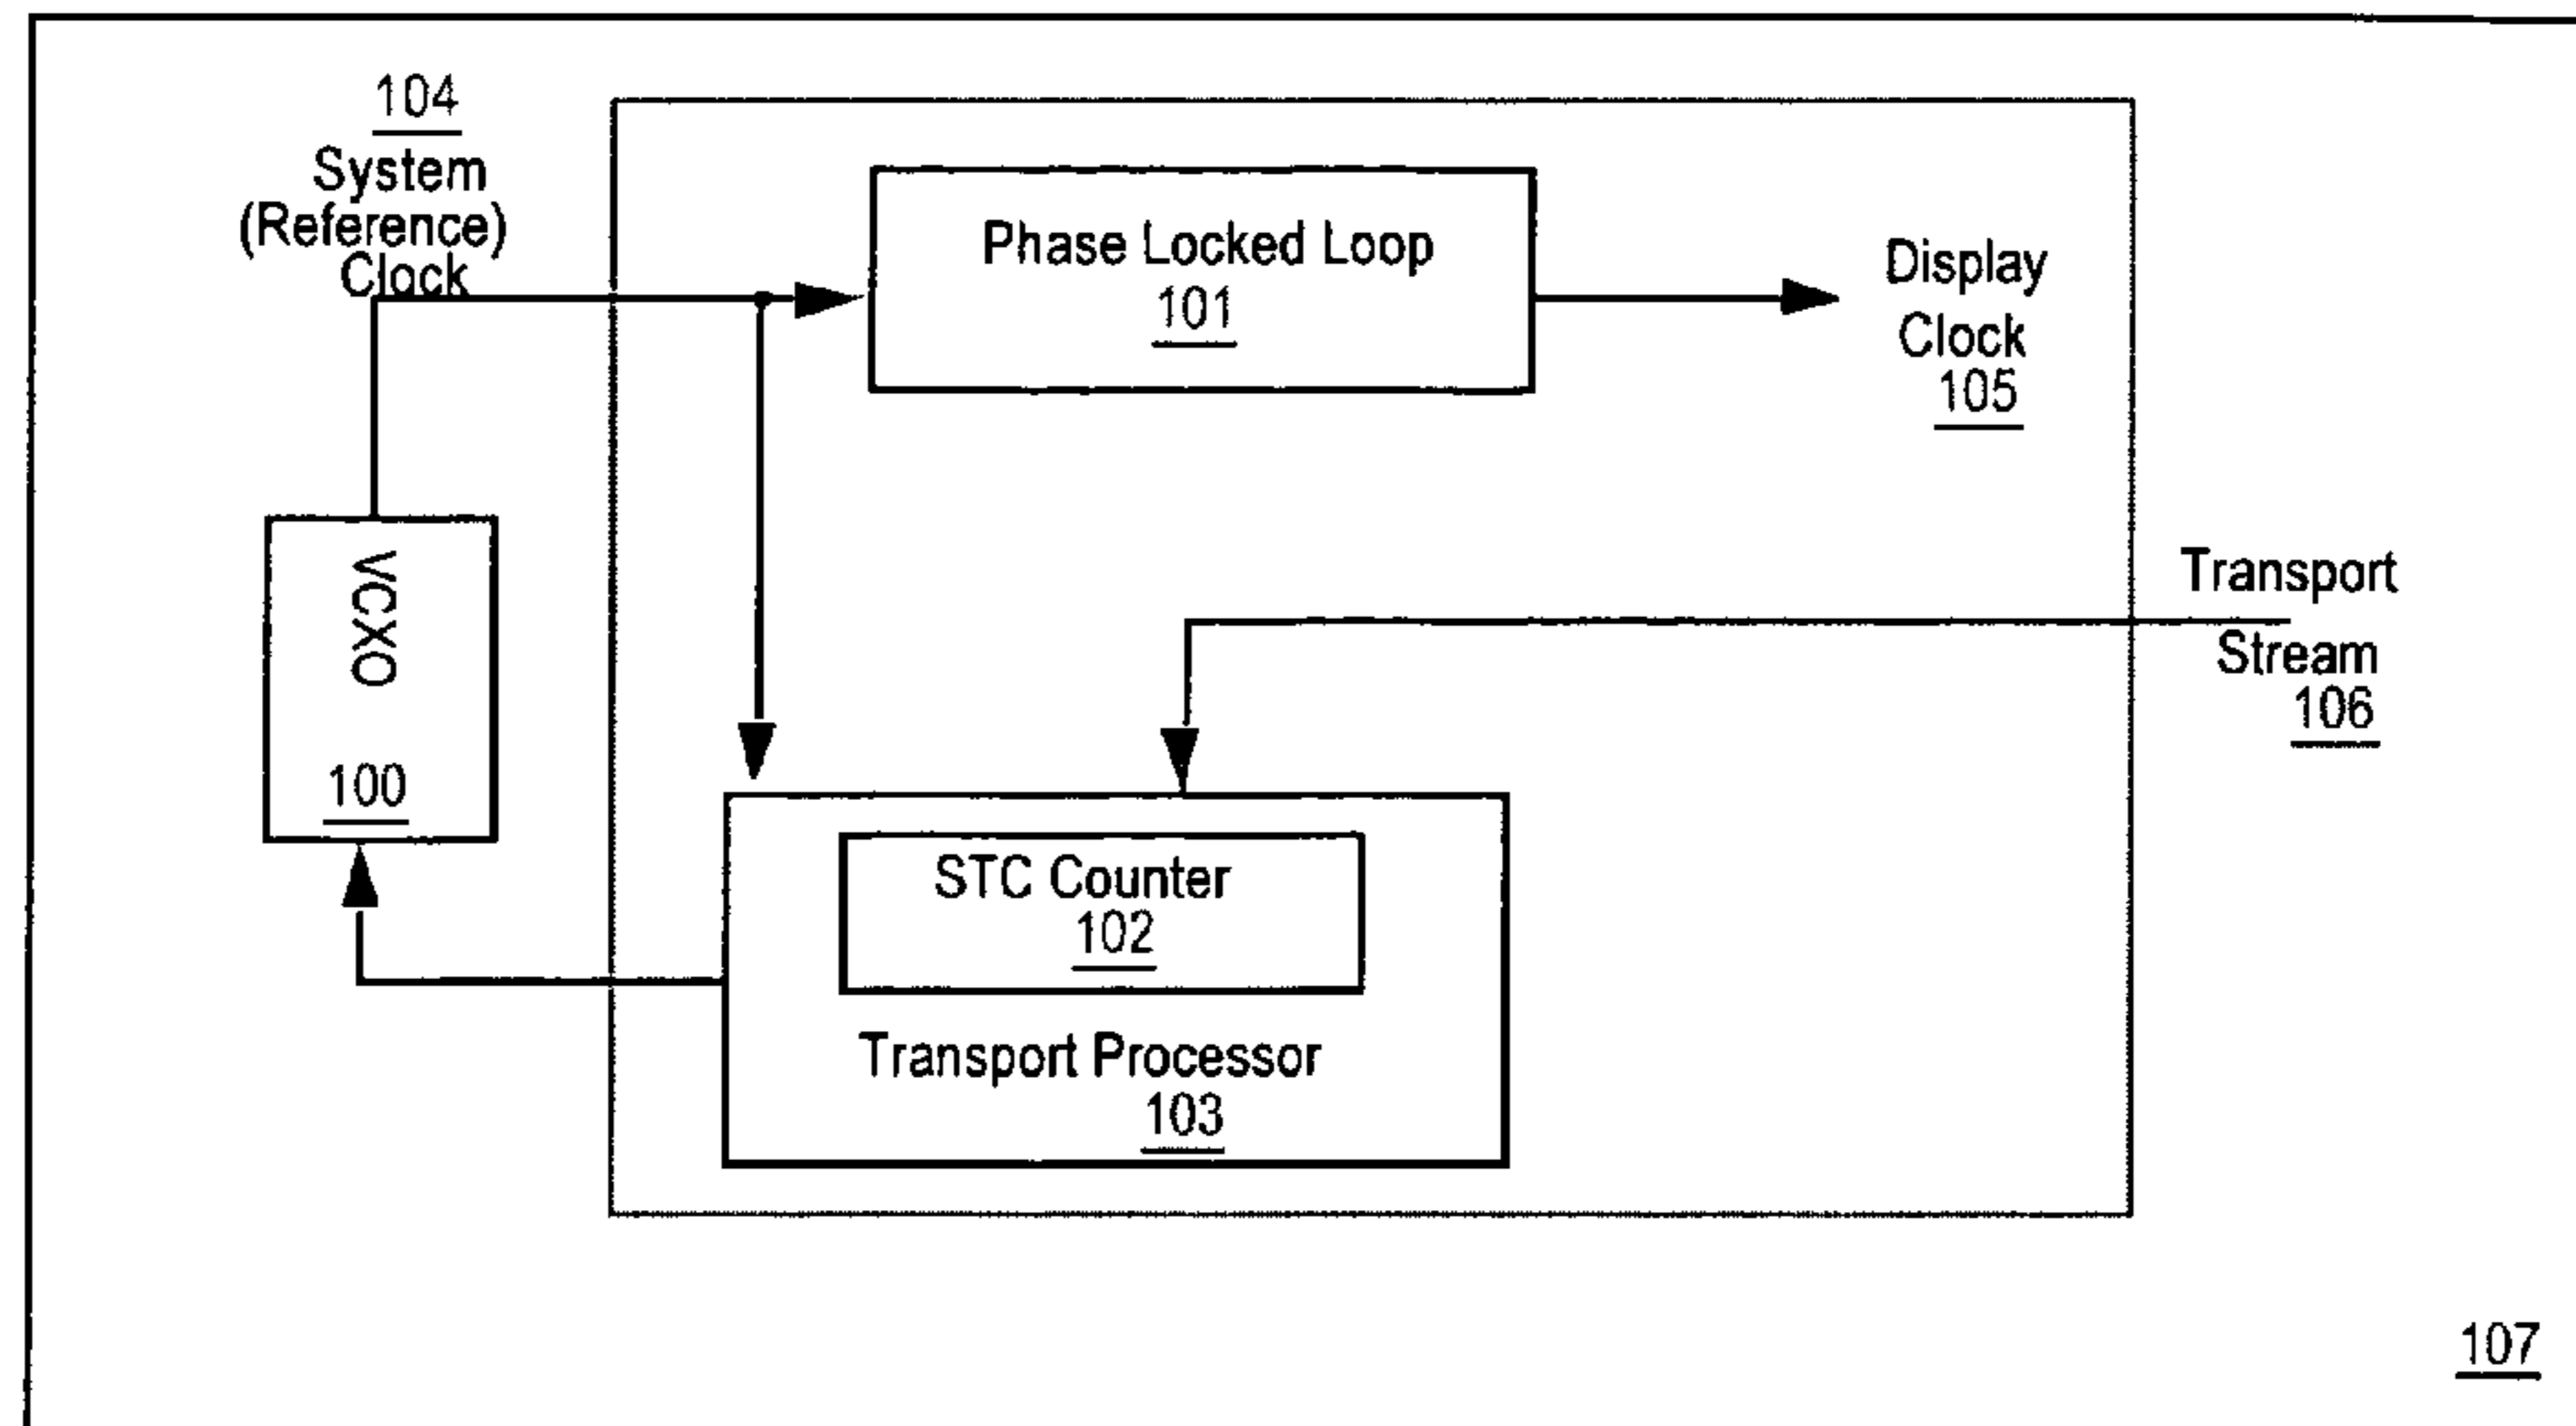 104
System
(Reference)
Clock
Phase Locked Loop
101
Display
Clock
105
VCXO
100
Transport
Stream
106
STC Counter
102
Transport Processor
103
107